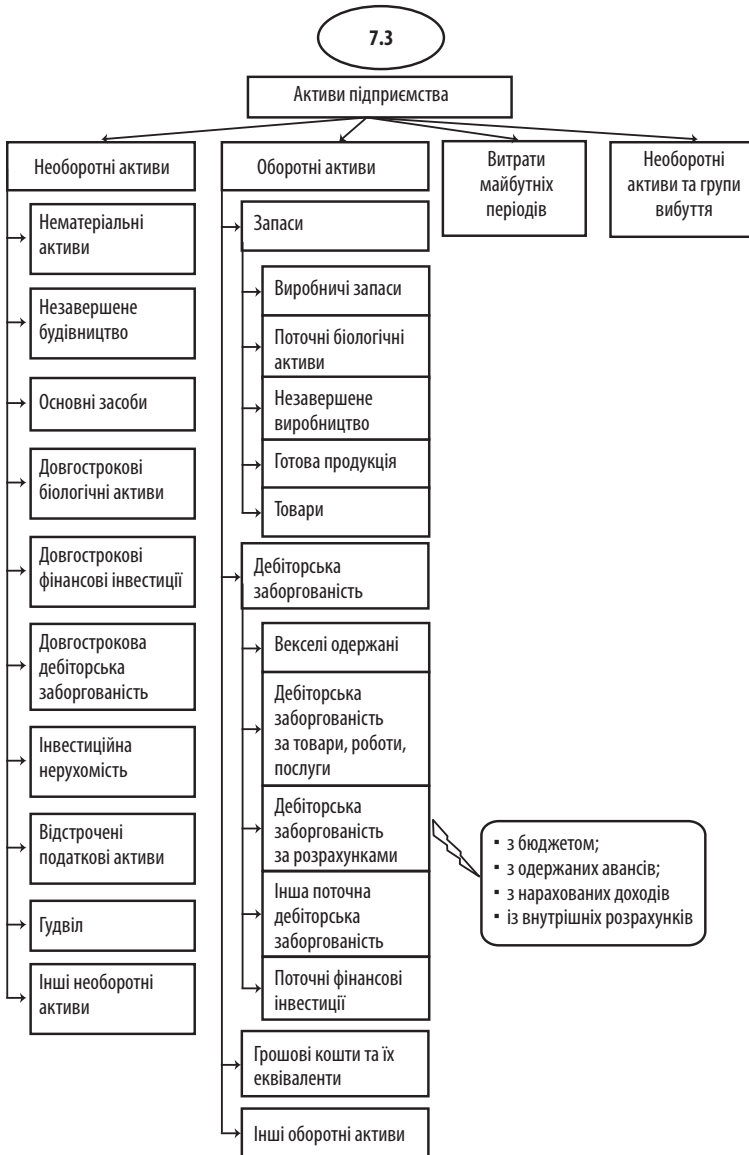 7.3
Активи підприємства
Необоротні активи
Оборотні активи
Витрати
майбутніх
періодів
Необоротні
активи та групи
вибуття
Нематеріальні
активи
Незавершене
будівництво
Основні засоби
Довгострокові
біологічні активи
Довгострокові
фінансові інвестиції
Довгострокова
дебіторська
заборгованість
Інвестиційна
нерухомість
Відстрочені
податкові активи
Гудвіл
Інші необоротні
активи
Запаси
Виробничі запаси
Поточні біологічні
активи
Незавершене
виробництво
Готова продукція
Товари
Дебіторська
заборгованість
Векселі одержані
Дебіторська
заборгованість
за товари, роботи,
послуги
Дебіторська
заборгованість
за розрахунками
▪ з бюджетом;
▪ з одержаних авансів;
▪ з нарахованих доходів
▪ із внутрішніх розрахунків
Інша поточна
дебіторська
заборгованість
Поточні фінансові
інвестиції
Грошові кошти та їх
еквіваленти
Інші оборотні активи